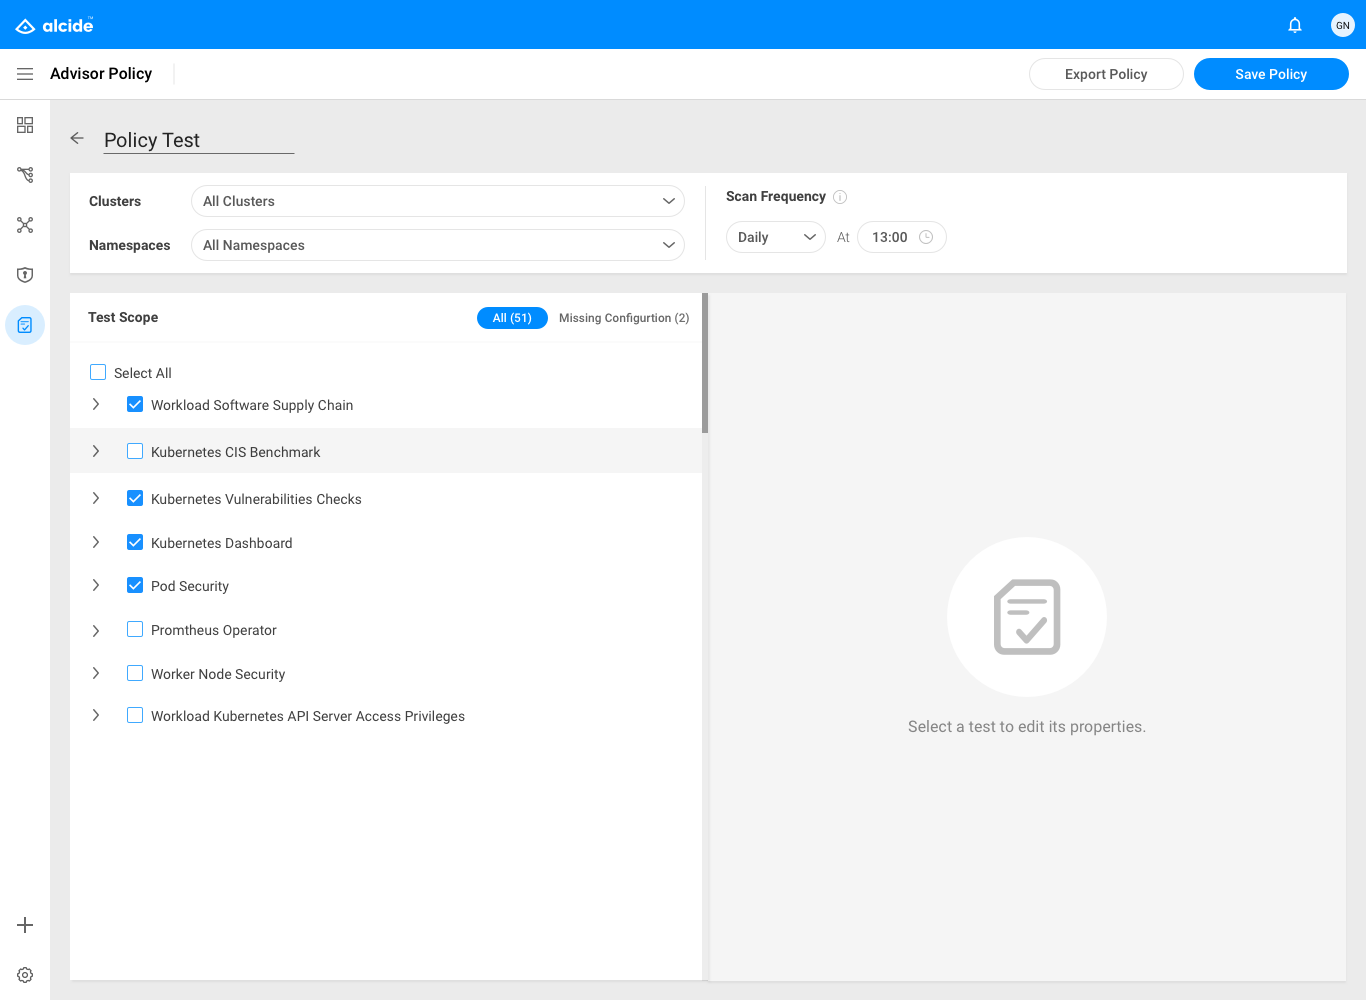 alcide™
GN
Advisor Policy
Export Policy
Save Policy
Policy Test
Clusters
All Clusters
Namespaces
All Namespaces
Scan Frequency
Daily
At
13:00
Test Scope
All (51)
Missing Configurtion (2)
Select All
Workload Software Supply Chain
Kubernetes CIS Benchmark
Kubernetes Vulnerabilities Checks
Kubernetes Dashboard
Pod Security
Promtheus Operator
Worker Node Security
Workload Kubernetes API Server Access Privileges
Select a test to edit its properties.